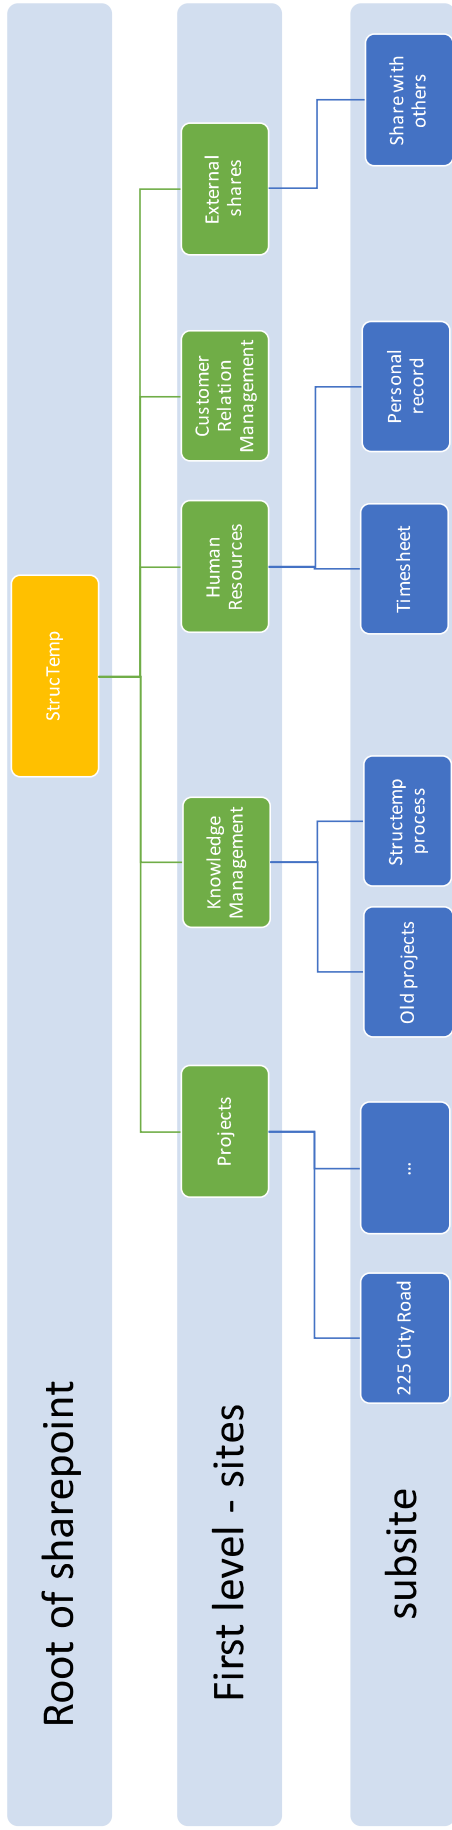 Root of sharepoint
StrucTemp
First level - sites
Projects
Knowledge
Management
Human
Resources
Customer
Relation
Management
External
shares
subsite
225 City Road
...
Old projects
Structemp
process
Timesheet
Personal
record
Share with
others